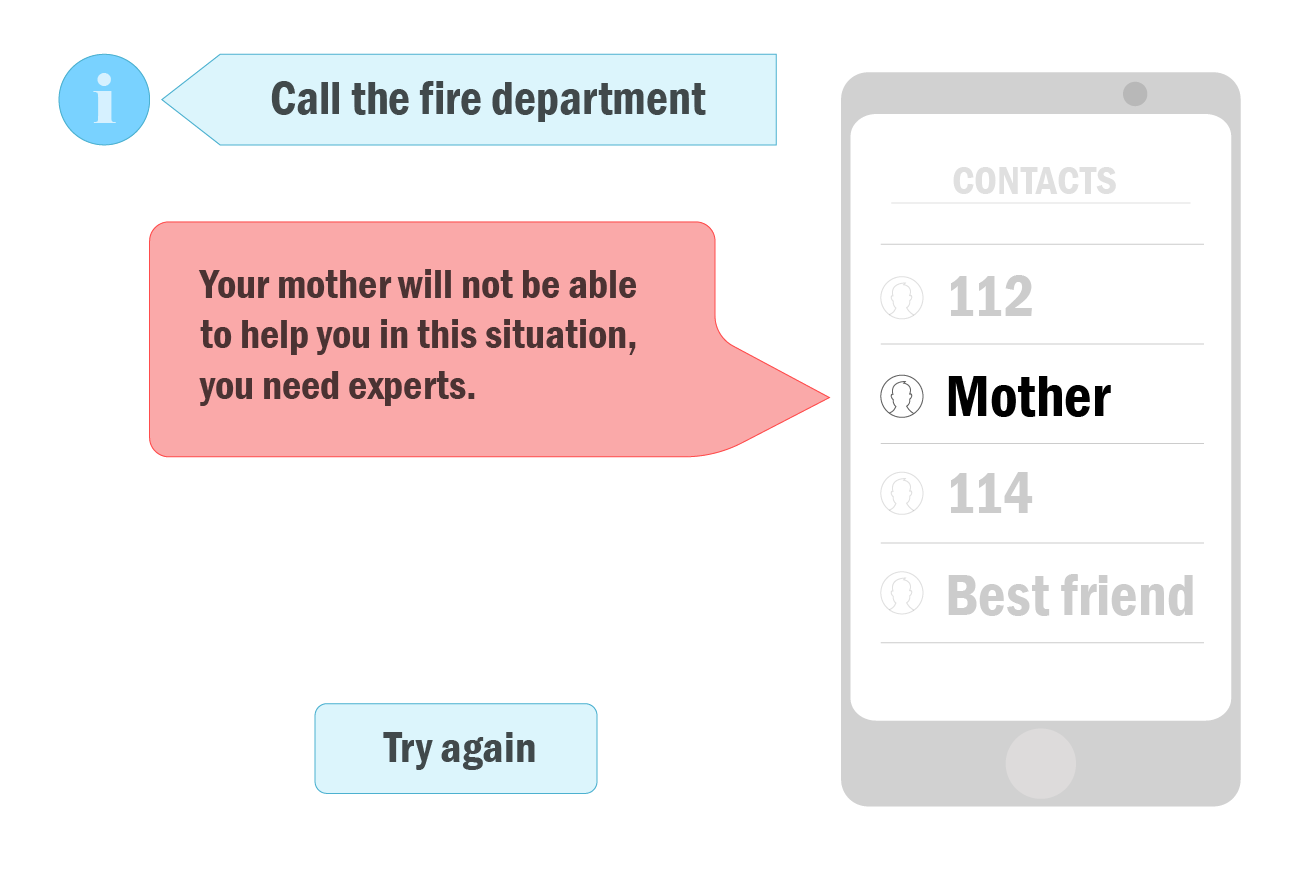 i
Call the fire department
Your mother will not be able
to help you in this situation,
you need experts.
Try again
CONTACTS
112
Mother
114
Best friend